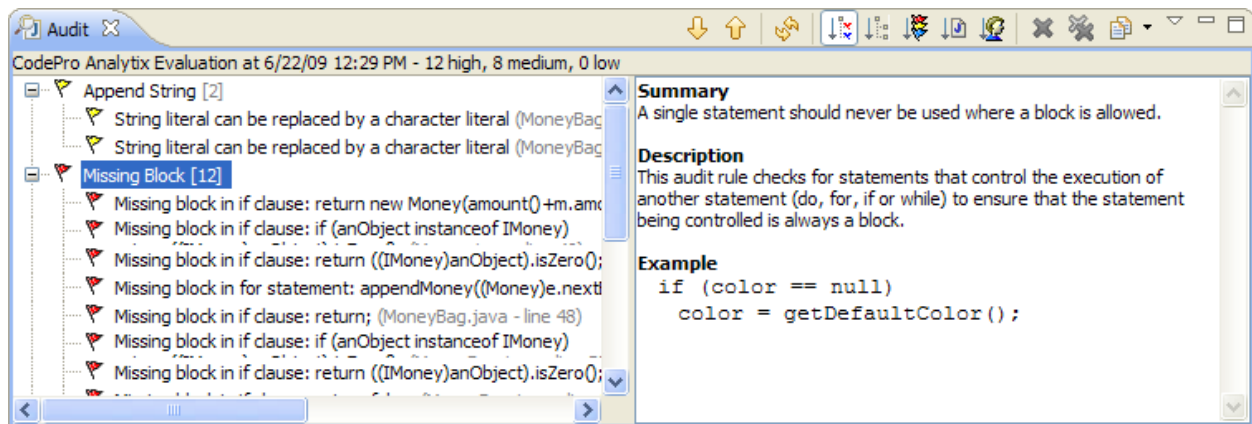 Audit
CodePro Analytix Evaluation at 6/22/09 12:29 PM - 12 high, 8 medium, 0 low
Append String [2]
String literal can be replaced by a character literal (MoneyBag
String literal can be replaced by a character literal (MoneyBag
Missing Block [12]
Missing block in if clause: return new Money(amount()+m.amo
Missing block in if clause: if (anObject instanceof IMoney)
Missing block in if clause: return ((IMoney)anObject).isZero();
Missing block in for statement: appendMoney((Money)e.next
Missing block in if clause: return; (MoneyBag.java - line 48)
Missing block in if clause: if (anObject instanceof IMoney)
Missing block in if clause: return ((IMoney)anObject).isZero();
Summary
A single statement should never be used where a block is allowed.
Description
This audit rule checks for statements that control the execution of
another statement (do, for, if or while) to ensure that the statement
being controlled is always a block.
Example
if (color == null)
color = getDefaultColor();